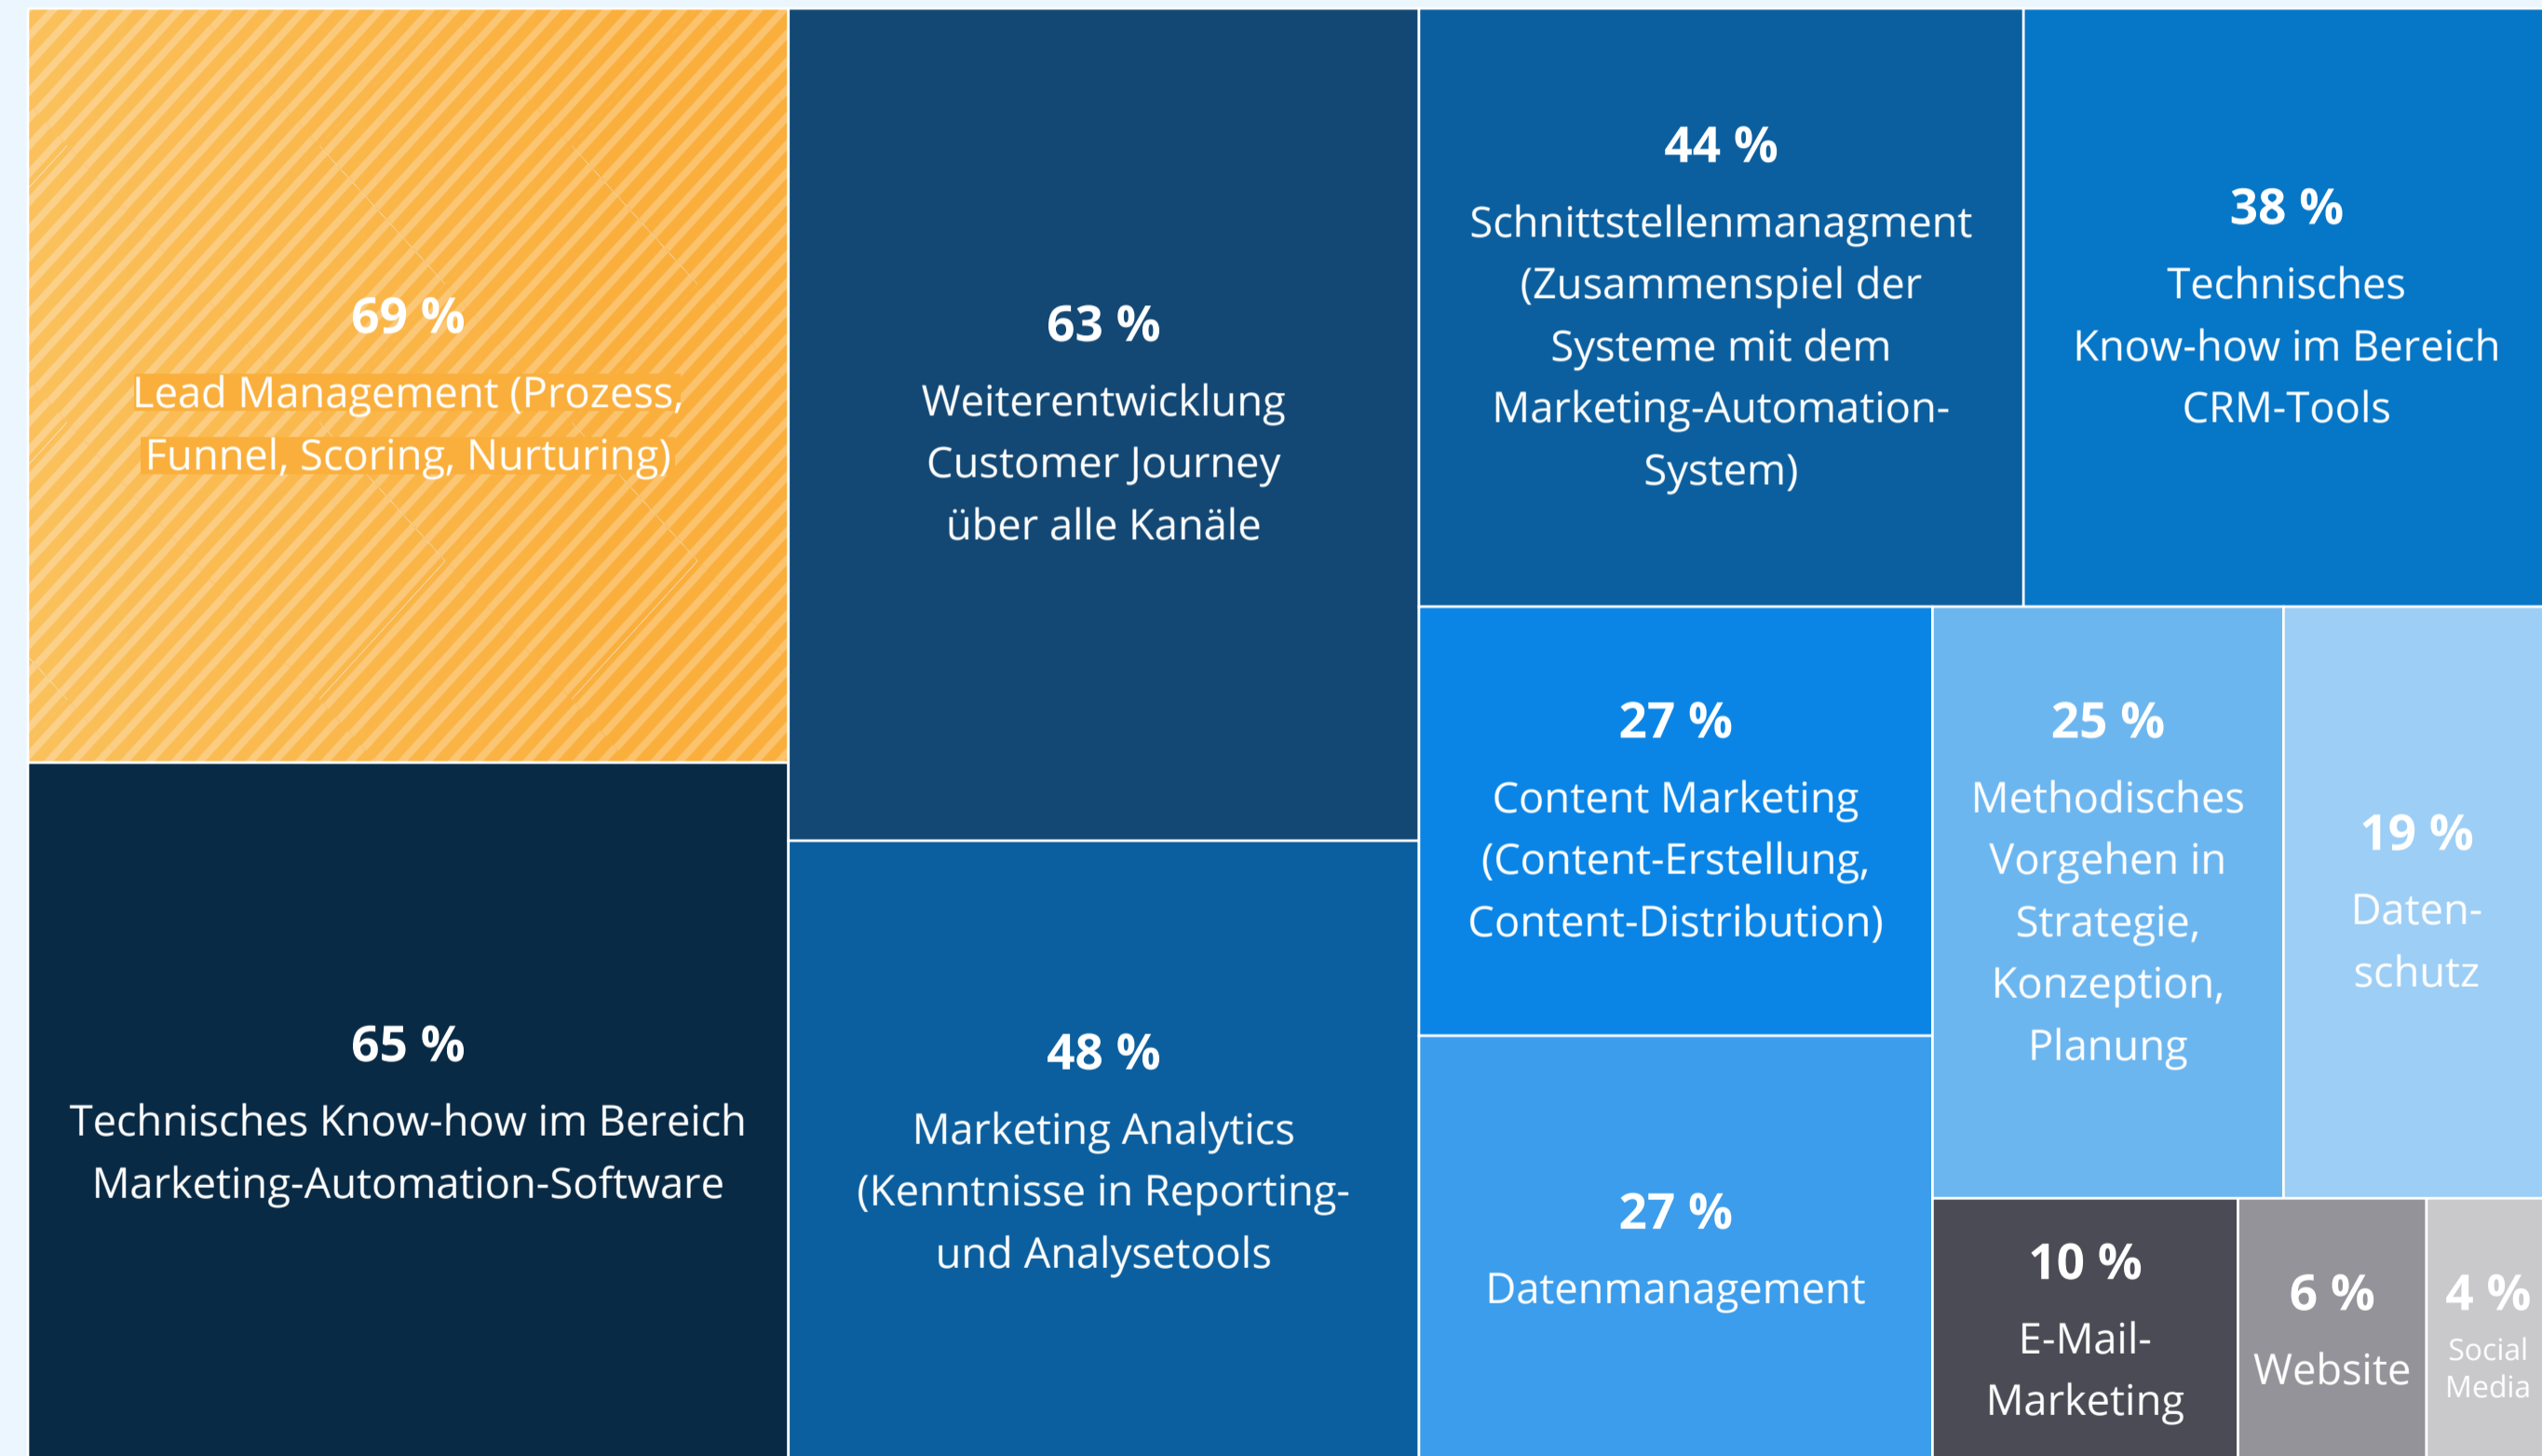 69 %
Lead Management (Prozess,
Funnel, Scoring, Nurturing)
65 %
Technisches Know-how im Bereich
Marketing-Automation-Software
63 %
Weiterentwicklung
Customer Journey
über alle Kanäle
48 %
Marketing Analytics
(Kenntnisse in Reporting-
und Analysetools
44 %
Schnittstellenmanagment
(Zusammenspiel der
Systeme mit dem
Marketing-Automation-
System)
38 %
Technisches
Know-how im Bereich
CRM-Tools
27 %
Content Marketing
(Content-Erstellung,
Content-Distribution)
27 %
Datenmanagement
25 %
Methodisches
Vorgehen in
Strategie,
Konzeption,
Planung
19 %
Daten-
schutz
10 %
E-Mail-
Marketing
6 %
Website
4 %
Social
Media